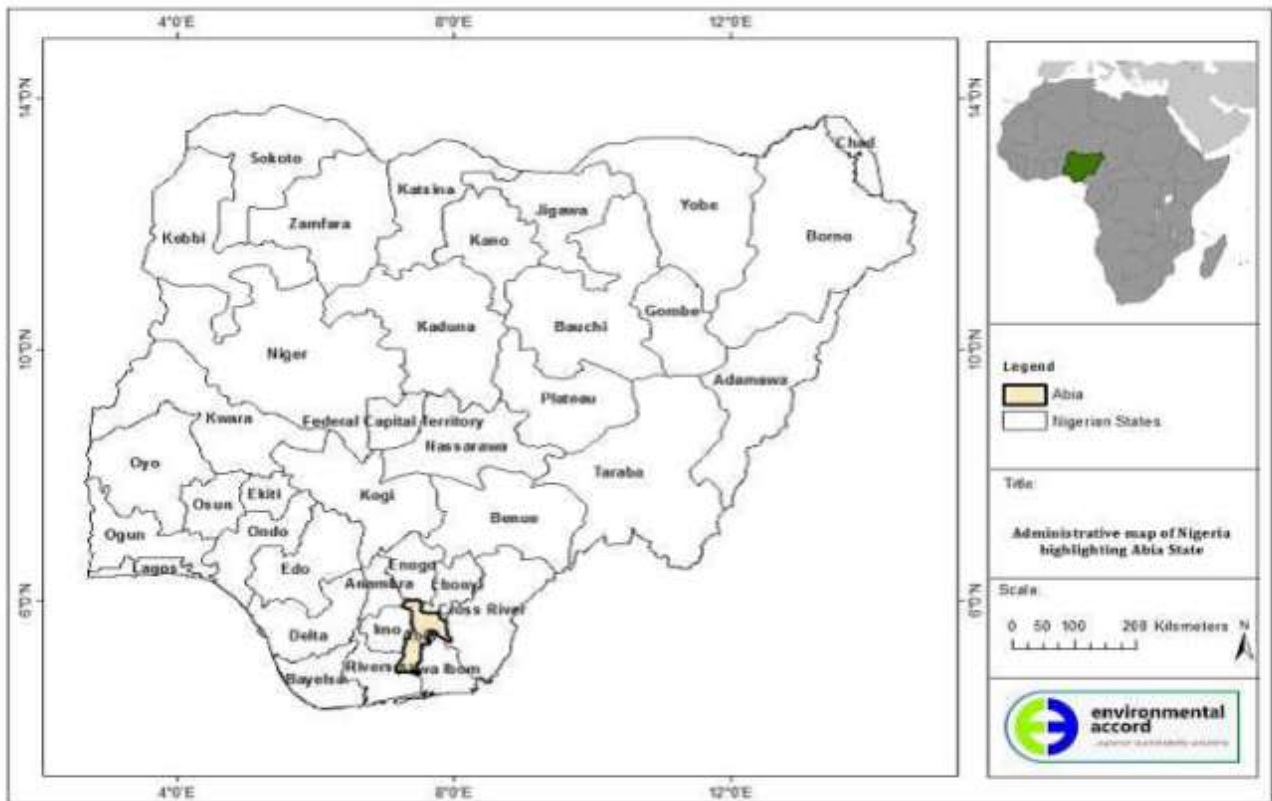 4°0'E 8°0'E 12°0'E
14°0'N 14°0'N
Chad
Sokoto
Katsina
Yobe
Jigawa
Zamfara
Kebbi Kano Borno
Gombe
Kaduna Bauchi
10°0'N 10°0'N
Niger
Adamawa
Plateau
Kwara
Federal Capital Territory
Nassarawa
Oyo Taraba
Ekiti Kogi
Osun Benue
Ogun Ondo
Lagos Edo Enugu
Anambra Ebony
6°0'N 6°0'N
Cross River
Delta Imo
Rivers wa Ibom
Bayelsa
4°0'E 8°0'E 12°0'E
Legend
Abia
Nigerian States
Title:
Administrative map of Nigeria
highlighting Abia State
Scale:
0 50 100 200 Kilometers
N
environmental
accord